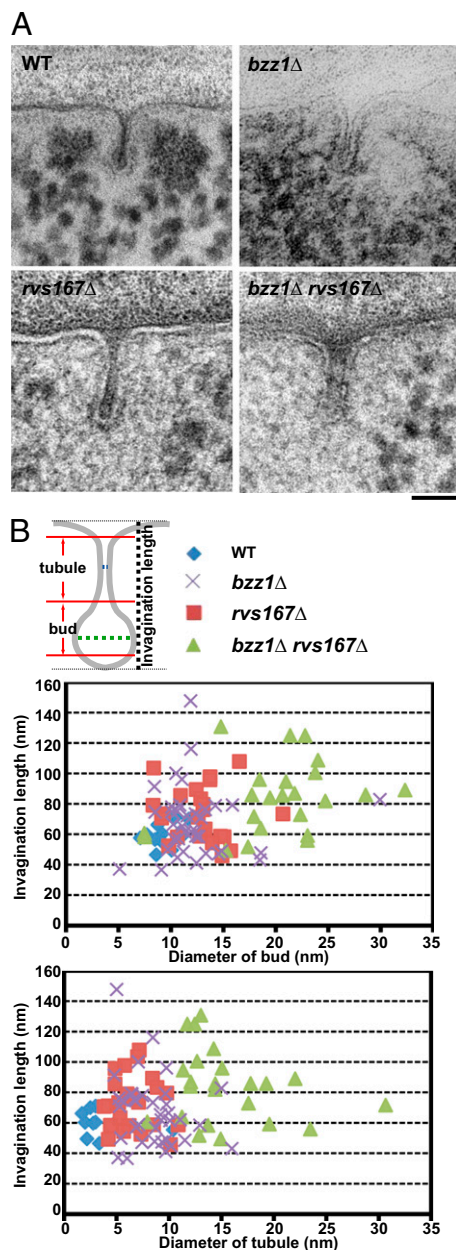 A
WT
bzz1Δ
rvs167Δ
bzz1Δ rvs167Δ
B
tubule
bud
Invagination length
WT
bzz1Δ
rvs167Δ
bzz1Δ rvs167Δ
Invagination length (nm)
160
140
120
100
80
60
40
20
0
0 5 10 15 20 25 30 35
Diameter of bud (nm)
Invagination length (nm)
160
140
120
100
80
60
40
20
0
0 5 10 15 20 25 30 35
Diameter of tubule (nm)